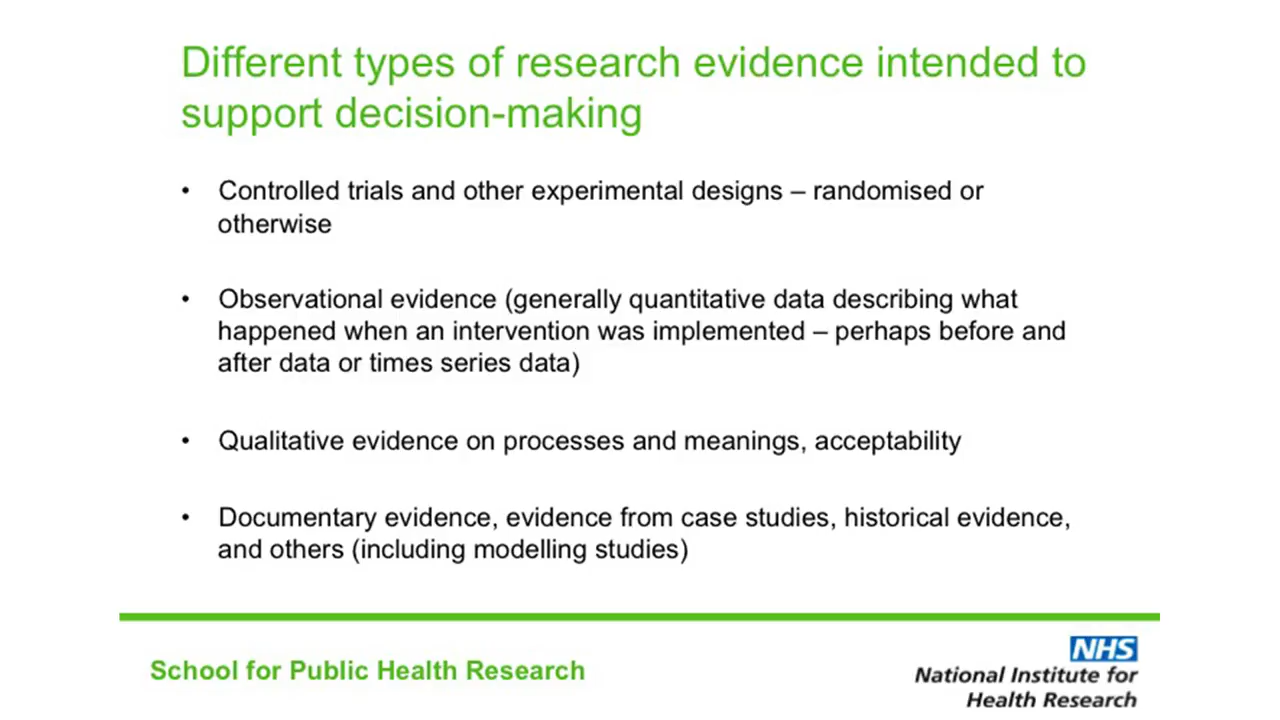 Different types of research evidence intended to
support decision-making
• Controlled trials and other experimental designs – randomised or
otherwise
• Observational evidence (generally quantitative data describing what
happened when an intervention was implemented – perhaps before and
after data or times series data)
• Qualitative evidence on processes and meanings, acceptability
• Documentary evidence, evidence from case studies, historical evidence,
and others (including modelling studies)
School for Public Health Research
NHS
National Institute for
Health Research